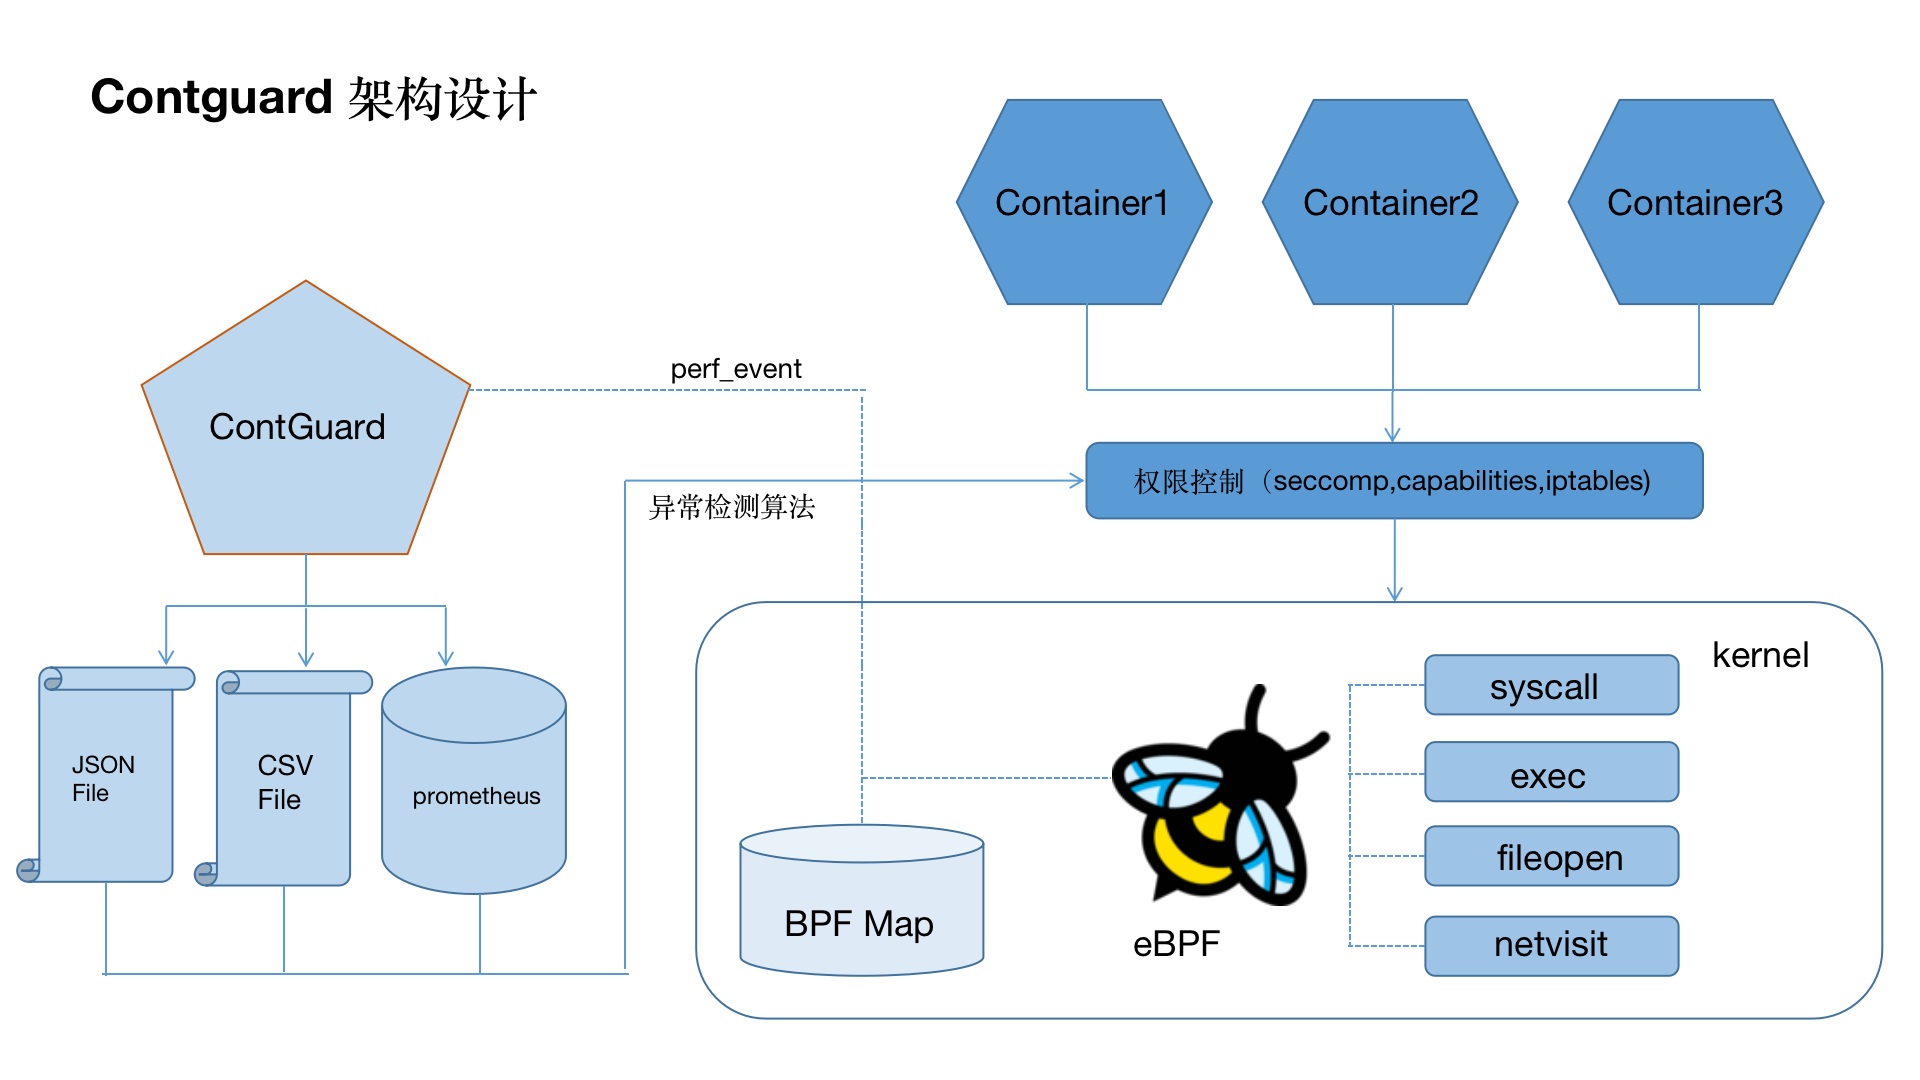 Contguard 架构设计
Container1
Container2
Container3
perf_event
ContGuard
权限控制（seccomp,capabilities,iptables)
异常检测算法
kernel
syscall
exec
fileopen
netvisit
JSON
File
CSV
File
prometheus
BPF Map
eBPF